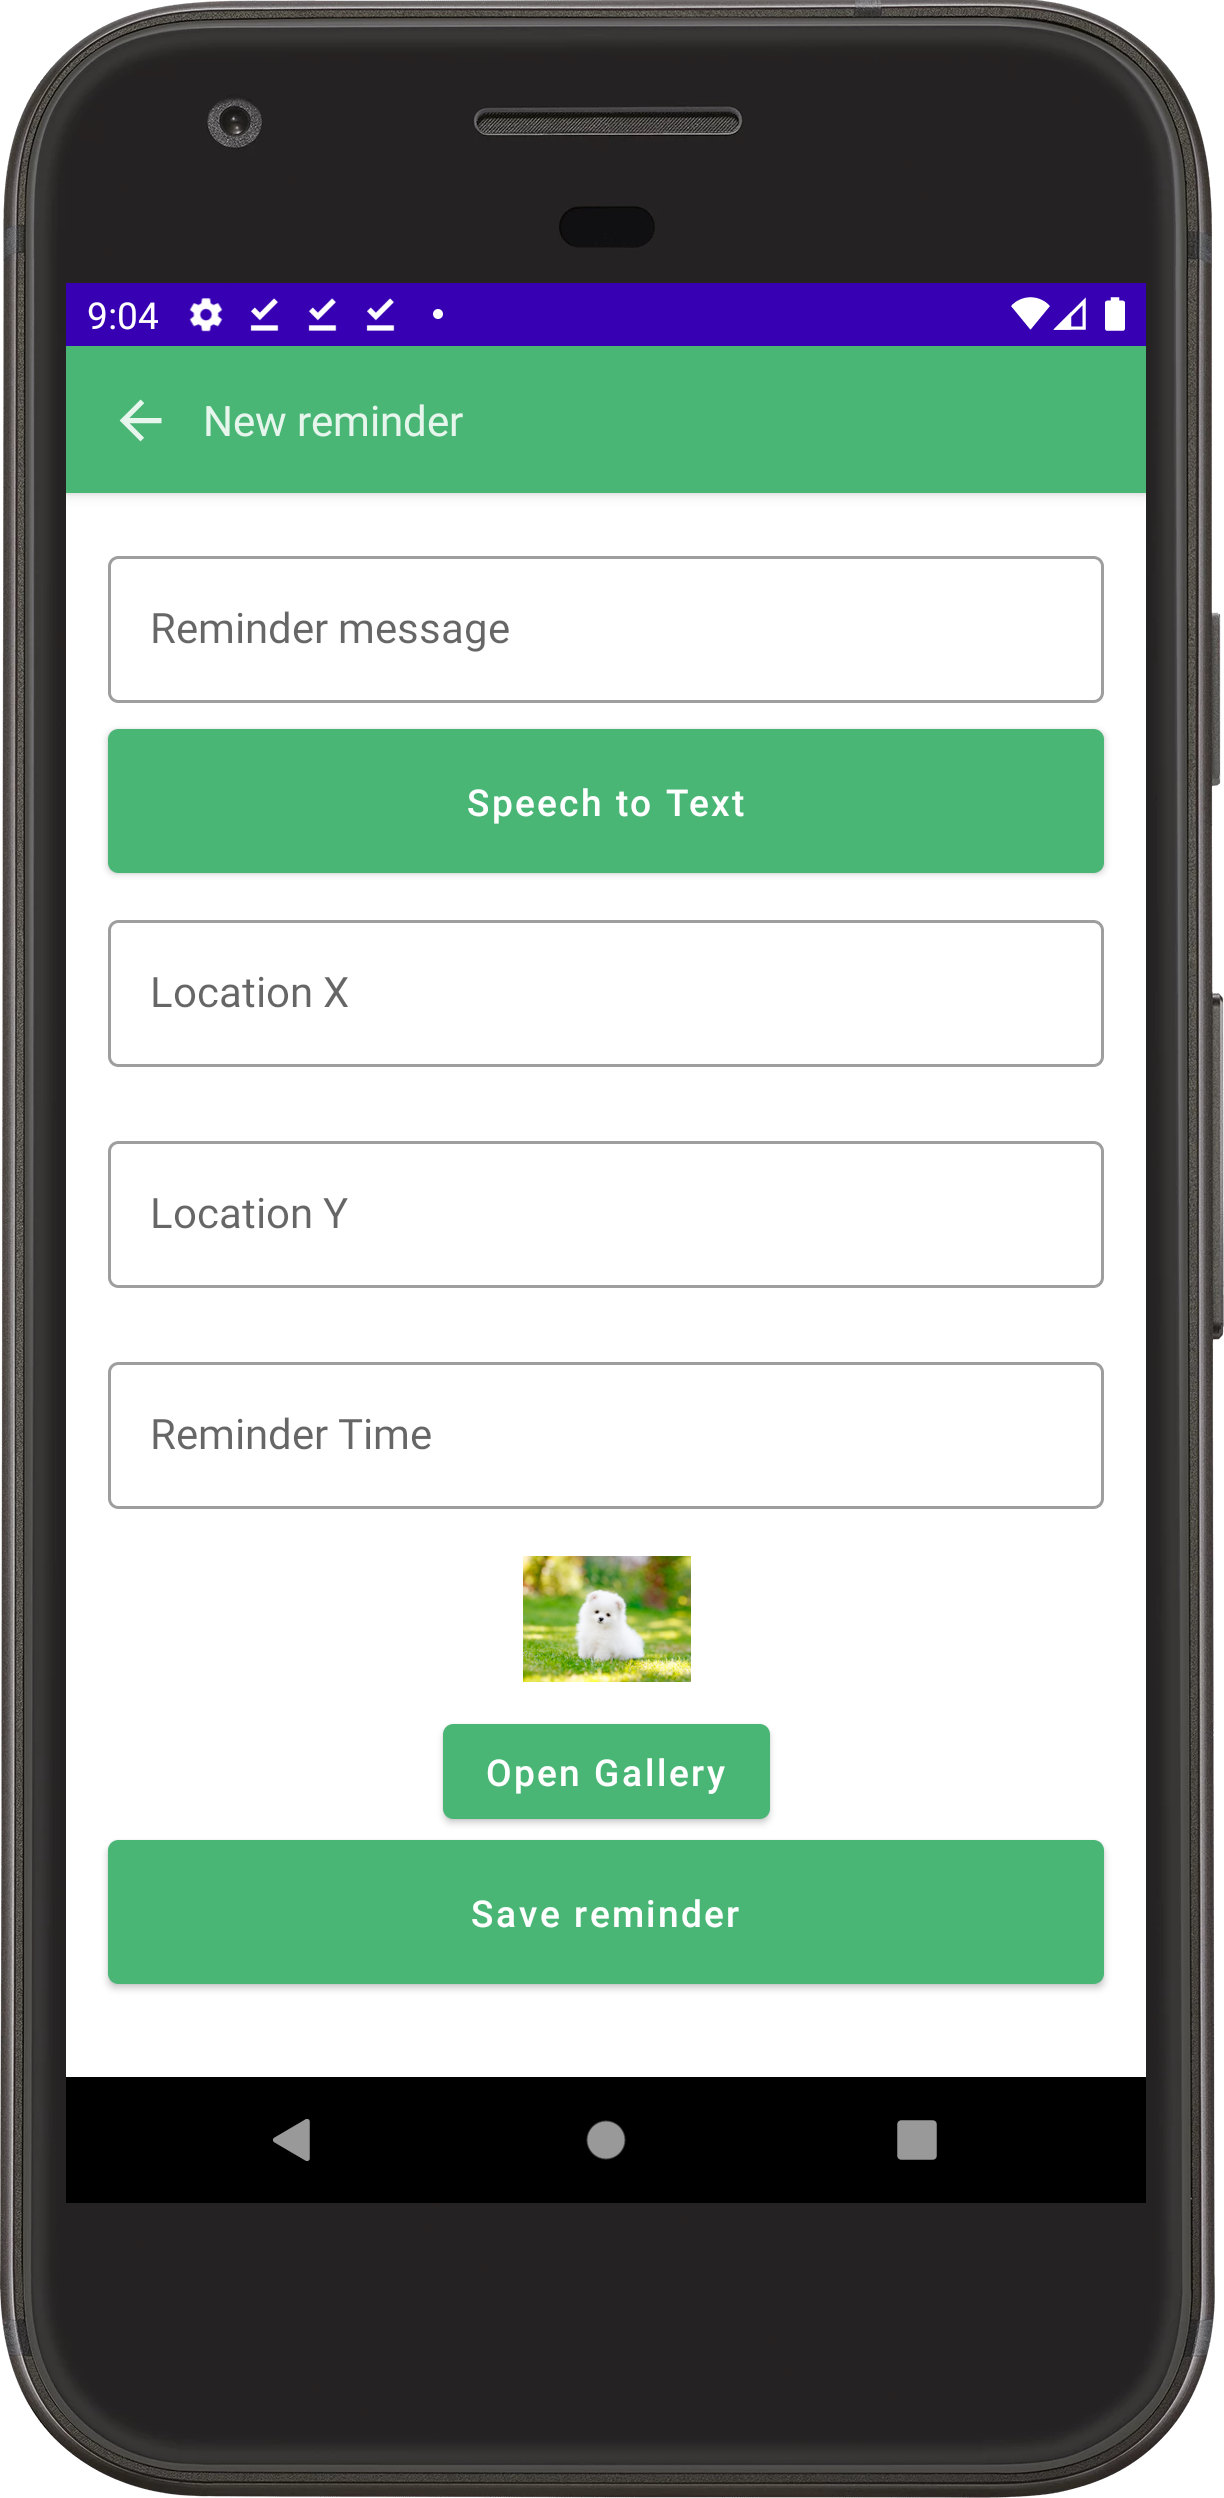 9:04
New reminder
Reminder message
Speech to Text
Location X
Location Y
Reminder Time
Open Gallery
Save reminder